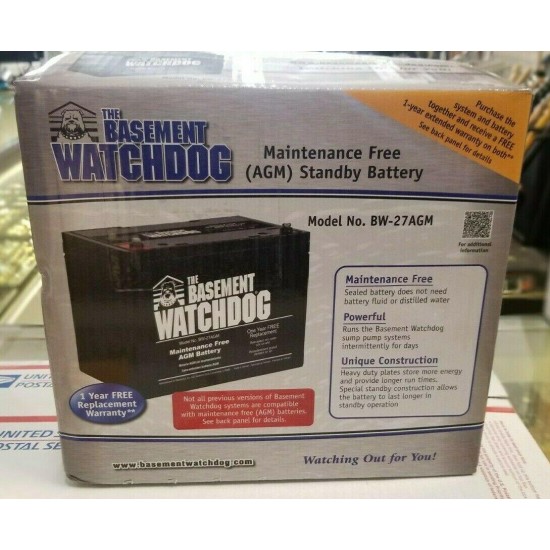 THE
BASEMENT
WATCHDOG
Maintenance Free
(AGM) Standby Battery
Purchase the
system and battery
together and receive a FREE
1-year extended warranty on both**
See back panel for details
Model No. BW-27AGM
For additional
information
THE
BASEMENT
WATCHDOG
Model No. BW-27AGM
Maintenance Free
AGM Battery
One Year FREE
Replacement
Maintenance Free
Sealed battery does not need
battery fluid or distilled water
Powerful
Runs the Basement Watchdog
sump pump systems
intermittently for days
Unique Construction
Heavy duty plates store more energy
and provide longer run times.
Special standby construction allows
the battery to last longer in
standby operation
1 Year FREE
Replacement
Warranty*
Not all previous versions of Basement
Watchdog systems are compatible
with maintenance free (AGM) batteries.
See back panel for details.
www.basementwatchdog.com
Watching Out for You!
UNITED
POSTAL
UNITED S
POSTAL SE